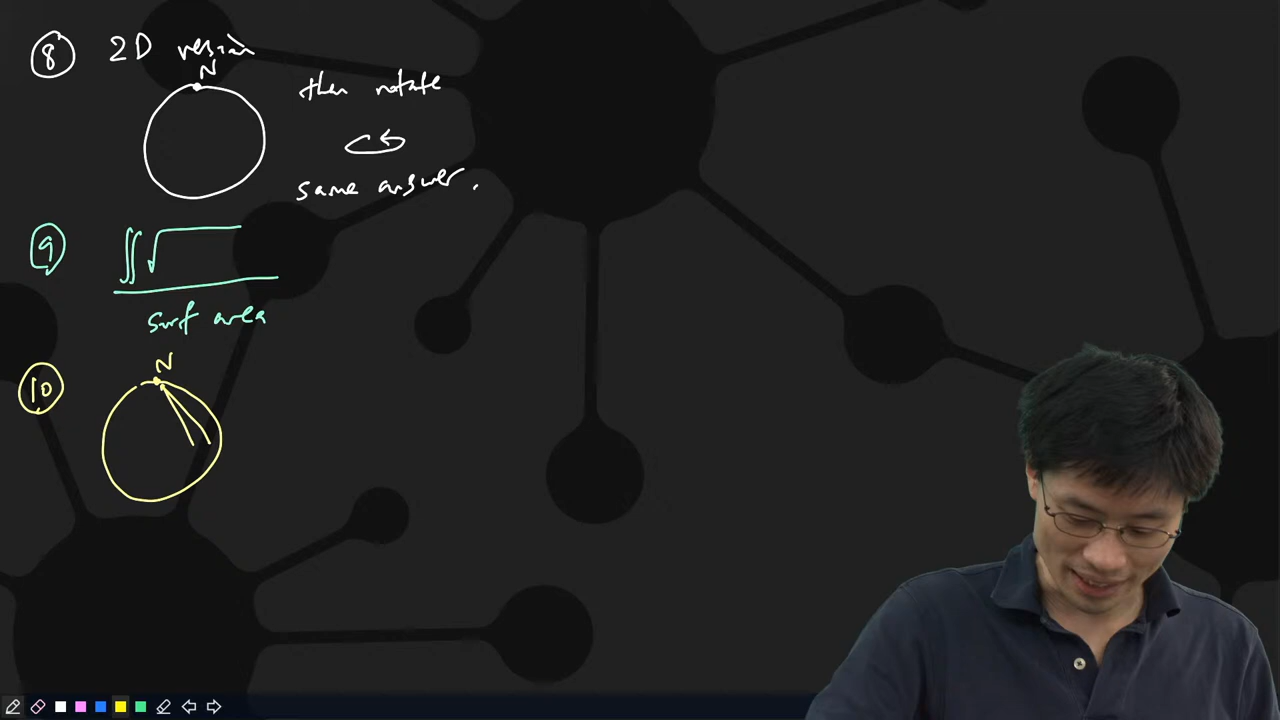 ⑧ 2D version
N
then rotate
same answer.
⑨ ∬√
surf area
⑩ N